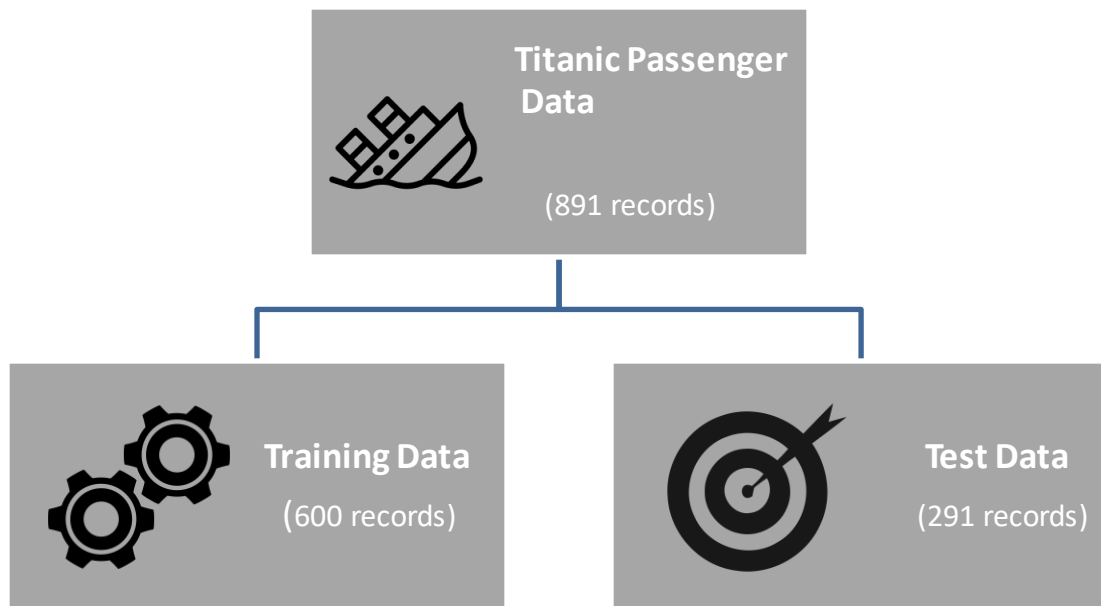 Titanic Passenger
Data
(891 records)
Training Data
(600 records)
Test Data
(291 records)